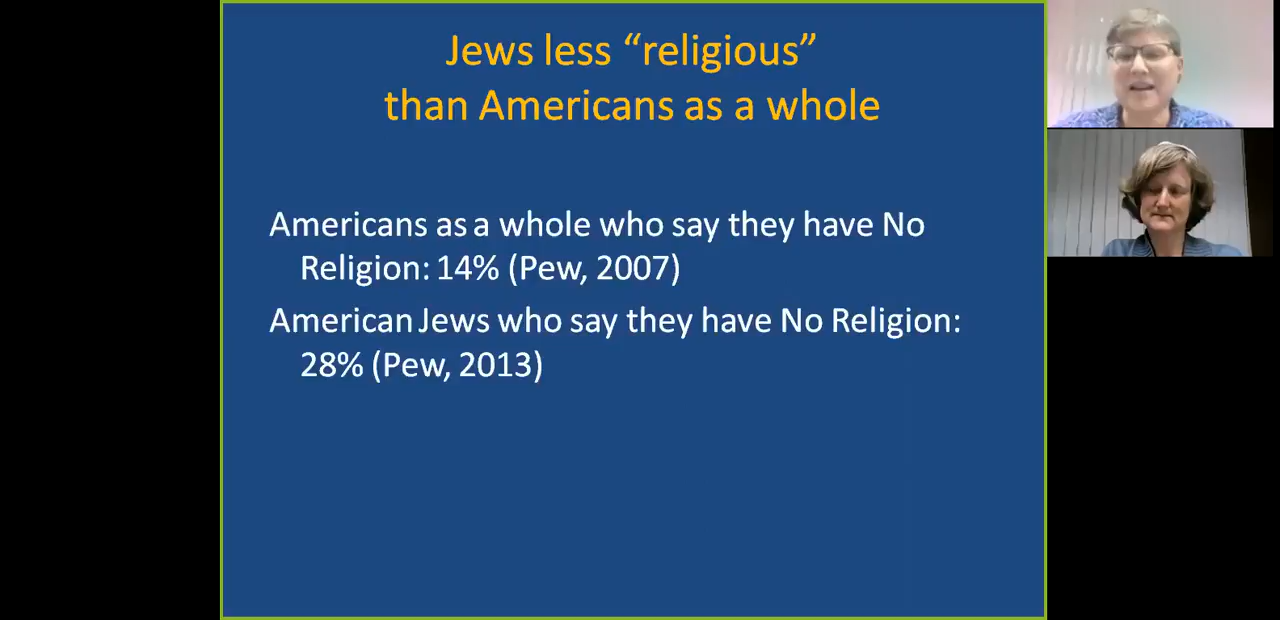 Jews less “religious”
than Americans as a whole
Americans as a whole who say they have No
Religion: 14% (Pew, 2007)
American Jews who say they have No Religion:
28% (Pew, 2013)